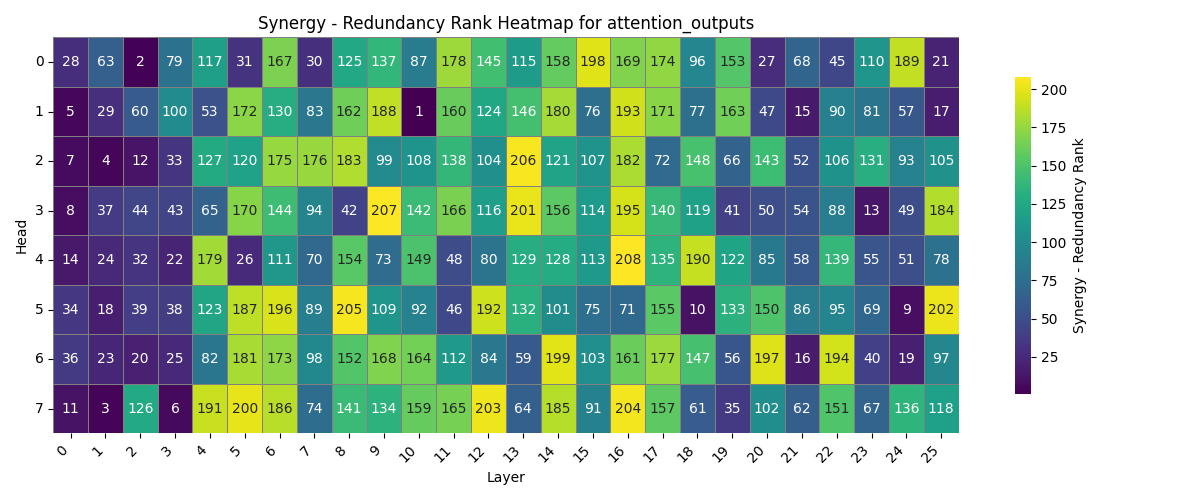 Synergy - Redundancy Rank Heatmap for attention_outputs
0 28 63 2 79 117 31 167 30 125 137 87 178 145 115 158 198 169 174 96 153 27 68 45 110 189 21
1 5 29 60 100 53 172 130 83 162 188 1 160 124 146 180 76 193 171 77 163 47 15 90 81 57 17
2 7 4 12 33 127 120 175 176 183 99 108 138 104 206 121 107 182 72 148 66 143 52 106 131 93 105
3 8 37 44 43 65 170 144 94 42 207 142 166 116 201 156 114 195 140 119 41 50 54 88 13 49 184
4 14 24 32 22 179 26 111 70 154 73 149 48 80 129 128 113 208 135 190 122 85 58 139 55 51 78
5 34 18 39 38 123 187 196 89 205 109 92 46 192 132 101 75 71 155 10 133 150 86 95 69 9 202
6 36 23 20 25 82 181 173 98 152 168 164 112 84 59 199 103 161 177 147 56 197 16 194 40 19 97
7 11 3 126 6 191 200 186 74 141 134 159 165 203 64 185 91 204 157 61 35 102 62 151 67 136 118
0 1 2 3 4 5 6 7 8 9 10 11 12 13 14 15 16 17 18 19 20 21 22 23 24 25
Layer
Head
200
175
150
125
100
75
50
25
Synergy - Redundancy Rank